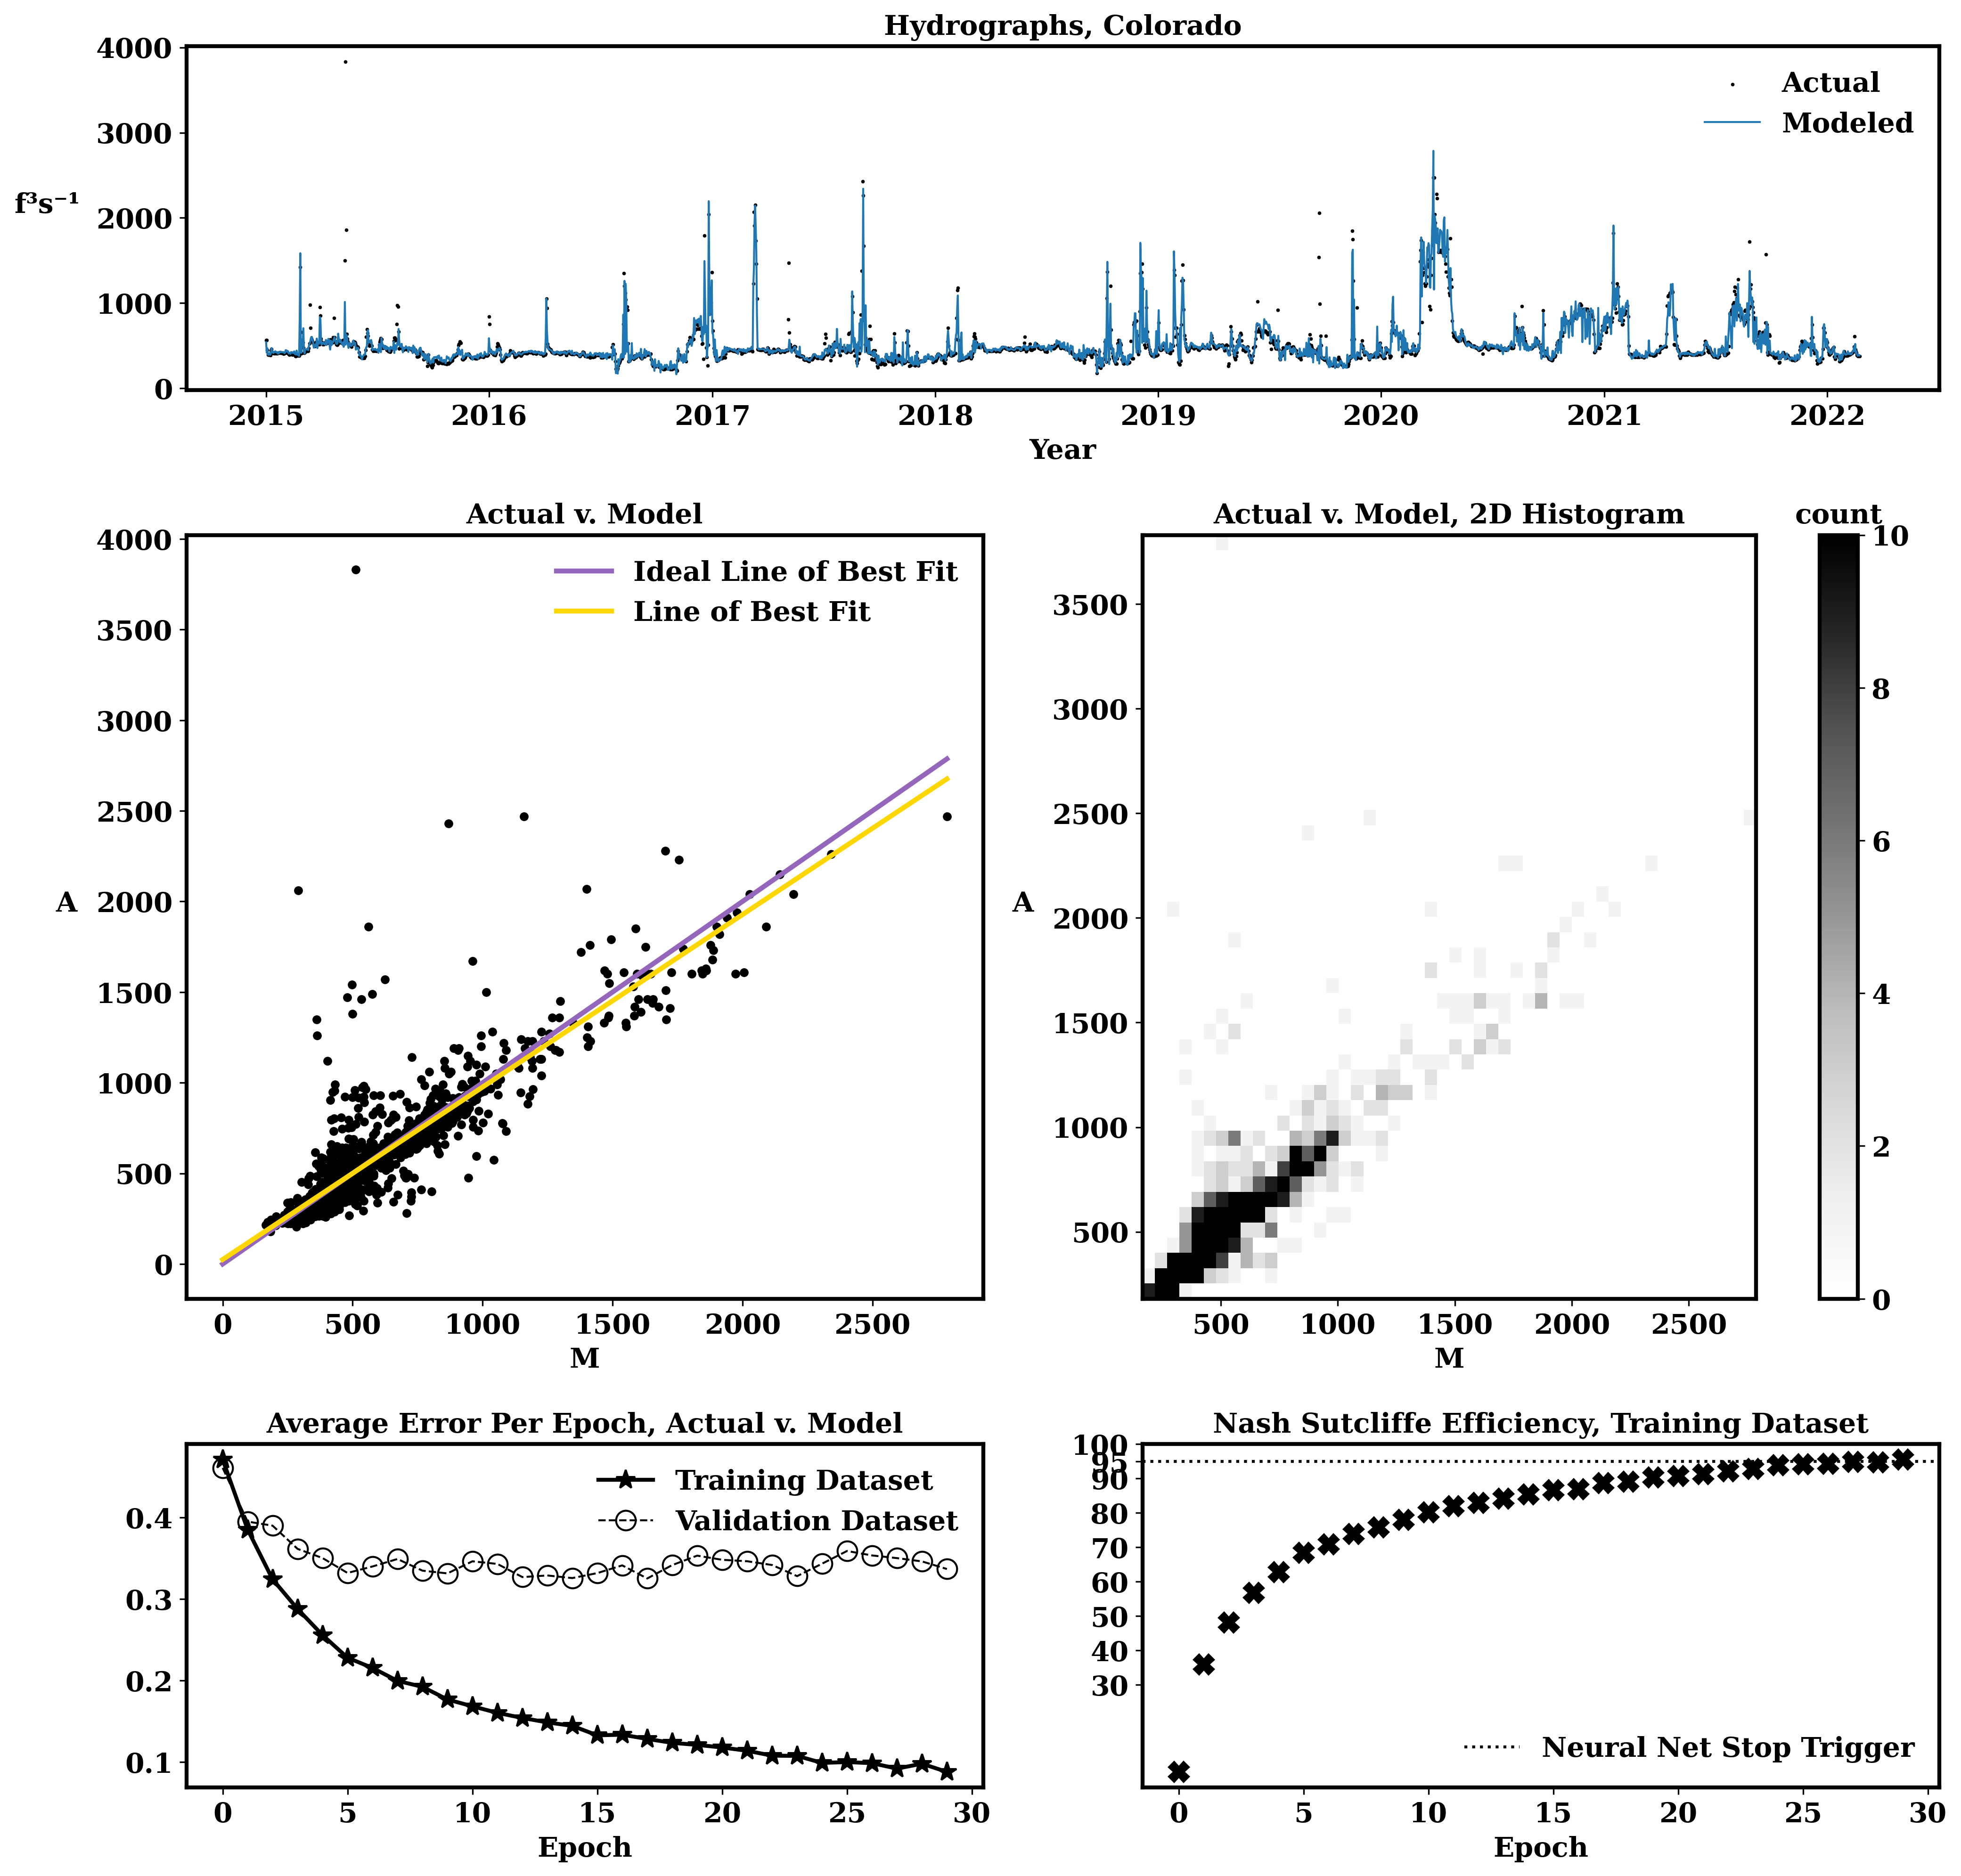 Hydrographs, Colorado
4000
3000
2000
1000
0
f³s⁻¹
Actual
Modeled
2015 2016 2017 2018 2019 2020 2021 2022
Year
Actual v. Model
4000
3500
3000
2500
2000
1500
1000
500
0
A
Ideal Line of Best Fit
Line of Best Fit
0 500 1000 1500 2000 2500
M
Actual v. Model, 2D Histogram
3500
3000
2500
2000
1500
1000
500
A
500 1000 1500 2000 2500
M
count
10
8
6
4
2
0
Average Error Per Epoch, Actual v. Model
0.4
0.3
0.2
0.1
Training Dataset
Validation Dataset
0 5 10 15 20 25 30
Epoch
Nash Sutcliffe Efficiency, Training Dataset
100
95
90
80
70
60
50
40
30
Neural Net Stop Trigger
0 5 10 15 20 25 30
Epoch